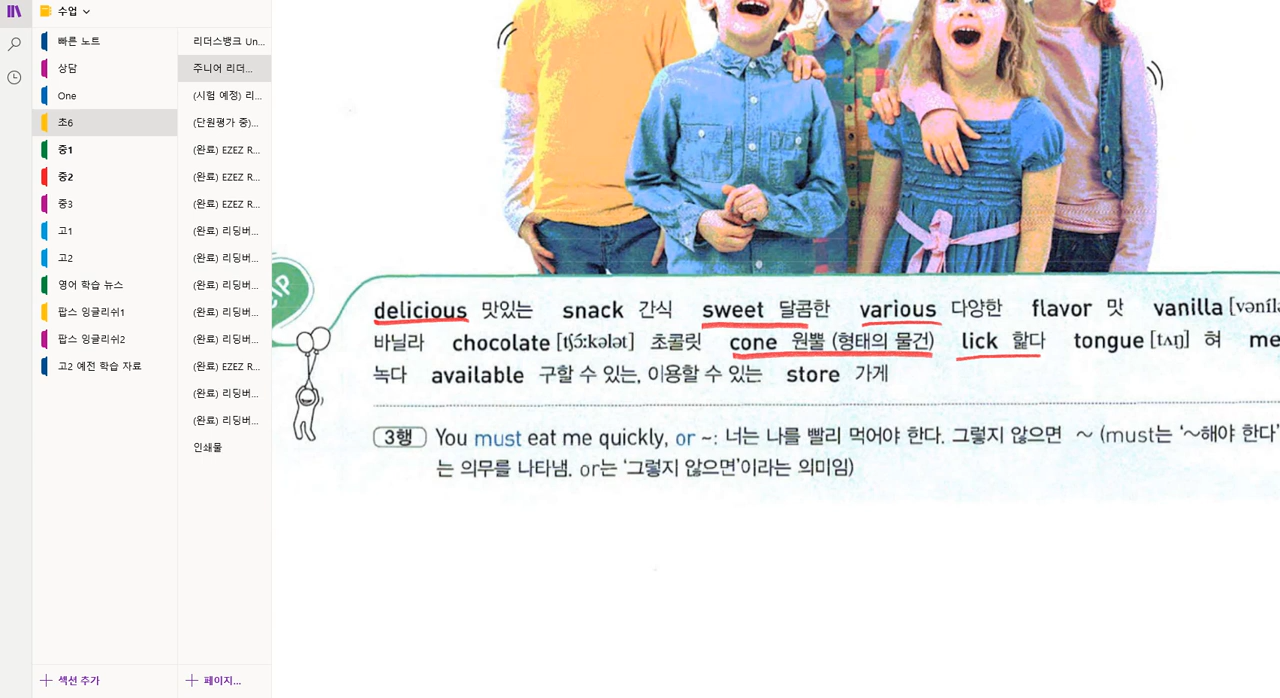 수업
빠른 노트
상담
One
초6
중1
중2
중3
고1
고2
영어 학습 뉴스
팝스 잉글리쉬1
팝스 잉글리쉬2
고2 예전 학습 자료
섹션 추가
리더스뱅크 Un...
주니어 리더...
(시험 예정) 리...
(단원평가 중)...
(완료) EZEZ R...
(완료) EZEZ R...
(완료) EZEZ R...
(완료) 리딩버...
(완료) 리딩버...
(완료) 리딩버...
(완료) 리딩버...
(완료) 리딩버...
(완료) EZEZ R...
(완료) 리딩버...
(완료) 리딩버...
인쇄물
페이지...
delicious 맛있는 snack 간식 sweet 달콤한 various 다양한 flavor 맛 vanilla
바닐라 chocolate [tʃɔ́ːkələt] 초콜릿 cone 원뿔 (형태의 물건) lick 핥다 tongue [tʌŋ] 혀
녹다 available 구할 수 있는, 이용할 수 있는 store 가게
3행 You must eat me quickly, or ~: 너는 나를 빨리 먹어야 한다. 그렇지 않으면 ~ (must는 '~해야 한다'
는 의무를 나타냄. or는 '그렇지 않으면'이라는 의미임)